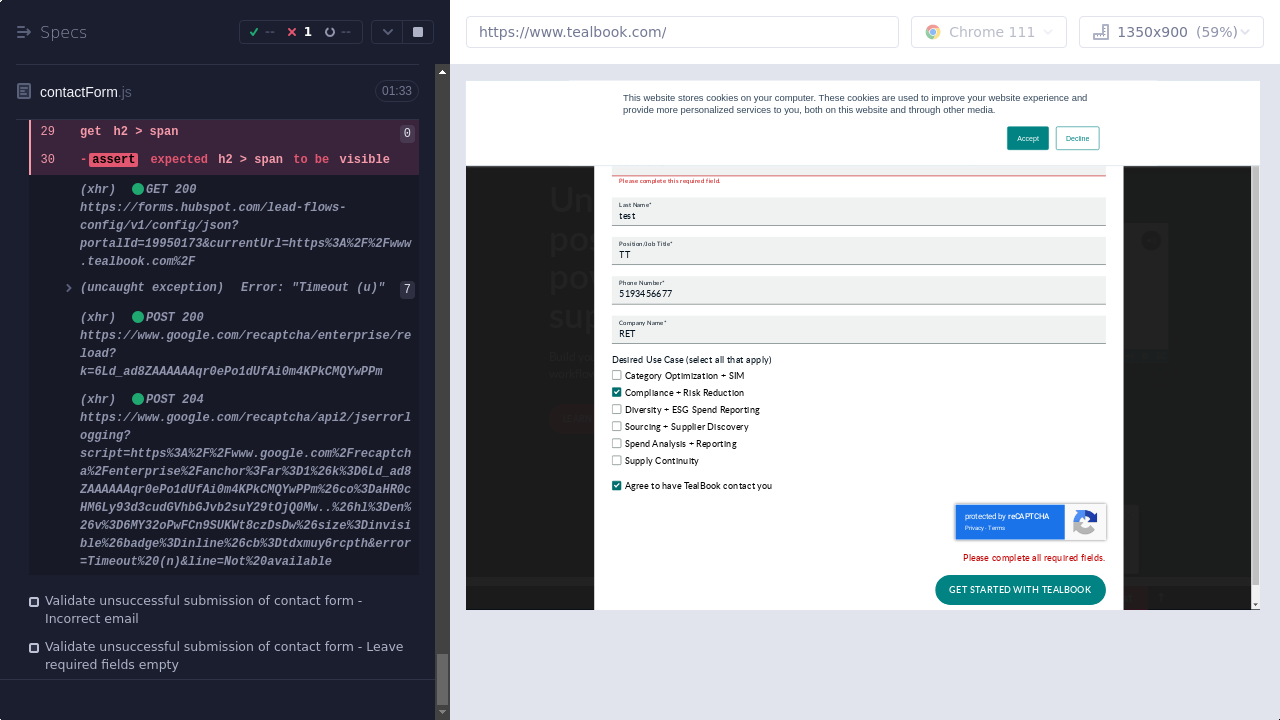 Specs
-- 1 --
https://www.tealbook.com/
Chrome 111
1350x900 (59%)
contactForm.js
01:33
29 get h2 > span 0
30 -assert expected h2 > span to be visible
(xhr) GET 200
https://forms.hubspot.com/lead-flows-
config/v1/config/json?
portalId=19950173&currentUrl=https%3A%2F%2Fwww
.tealbook.com%2F
(uncaught exception) Error: "Timeout (u)" 7
(xhr) POST 200
https://www.google.com/recaptcha/enterprise/re
load?
k=6Ld_ad8ZAAAAAAqr0ePo1dUfAi0m4KPkCMQYwPPm
(xhr) POST 204
https://www.google.com/recaptcha/api2/jserrorl
ogging?
script=https%3A%2F%2Fwww.google.com%2Frecaptch
a%2Fenterprise%2Fanchor%3Far%3D1%26k%3D6Ld_ad8
ZAAAAAAqr0ePo1dUfAi0m4KPkCMQYwPPm%26co%3DaHR0c
HM6Ly93d3cudGVhbGJvb2suY29tOjQ0Mw..%26hl%3Den%
26v%3D6MY32oPwFCn9SUKWt8czDsDw%26size%3Dinvisi
ble%26badge%3Dinline%26cb%3Dtdxmuy6rcpth&error
=Timeout%20(n)&line=Not%20available
Validate unsuccessful submission of contact form -
Incorrect email
Validate unsuccessful submission of contact form - Leave
required fields empty
This website stores cookies on your computer. These cookies are used to improve your website experience and
provide more personalized services to you, both on this website and through other media.
Accept
Decline
Please complete this required field.
Last Name*
test
Position/Job Title*
TT
Phone Number*
5193456677
Company Name*
RET
Desired Use Case (select all that apply)
Category Optimization + SIM
Compliance + Risk Reduction
Diversity + ESG Spend Reporting
Sourcing + Supplier Discovery
Spend Analysis + Reporting
Supply Continuity
Agree to have TealBook contact you
protected by reCAPTCHA
Privacy - Terms
Please complete all required fields.
GET STARTED WITH TEALBOOK